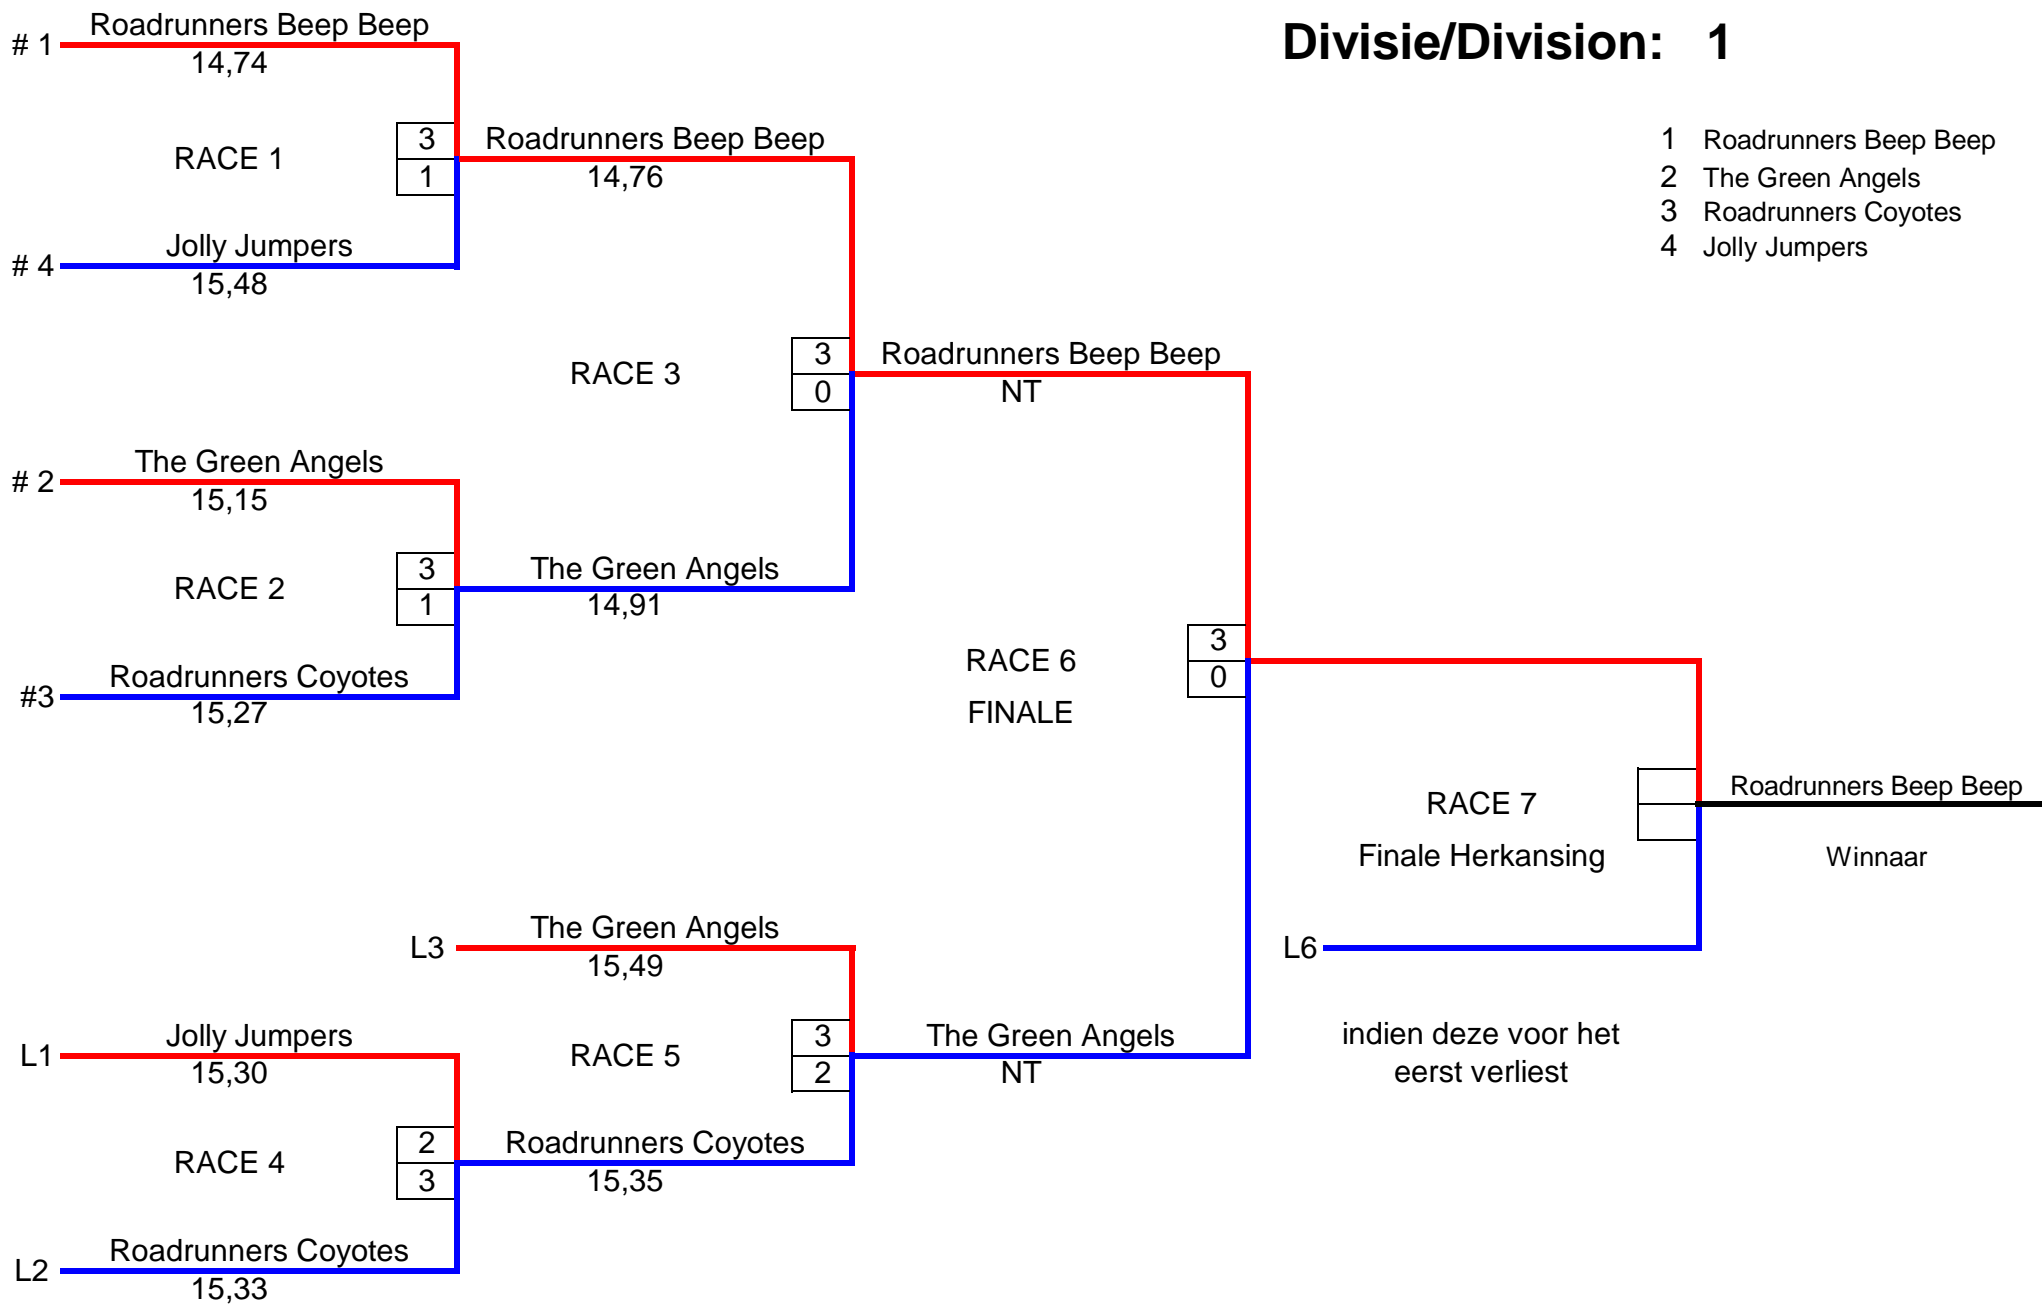 Divisie/Division: 1
1 Roadrunners Beep Beep
2 The Green Angels
3 Roadrunners Coyotes
4 Jolly Jumpers
# 1
Roadrunners Beep Beep
14,74
RACE 1
3
1
# 4
Jolly Jumpers
15,48
Roadrunners Beep Beep
14,76
RACE 3
3
0
# 2
The Green Angels
15,15
RACE 2
3
1
#3
Roadrunners Coyotes
15,27
The Green Angels
14,91
Roadrunners Beep Beep
NT
RACE 6
FINALE
3
0
RACE 7
Finale Herkansing
Roadrunners Beep Beep
Winnaar
L6
indien deze voor het
eerst verliest
L3
The Green Angels
15,49
RACE 5
3
2
The Green Angels
NT
L1
Jolly Jumpers
15,30
RACE 4
2
3
Roadrunners Coyotes
15,35
L2
Roadrunners Coyotes
15,33